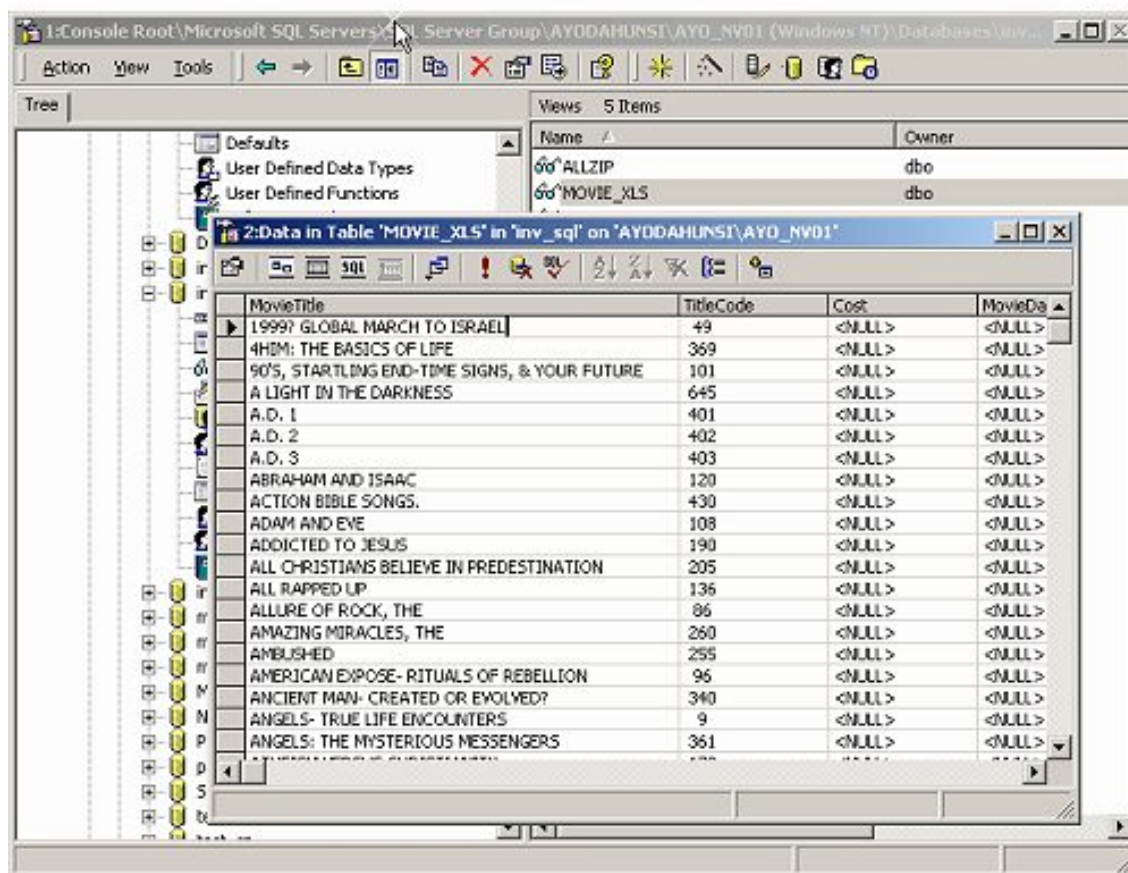 1:Console Root\Microsoft SQL Servers\SQL Server Group\AYODAHUNSI\AYO_NV01 (Windows NT)\Databases\inv...
Action View Tools
Tree
Views 5 Items
Defaults
User Defined Data Types
User Defined Functions
Name Owner
ALLZIP dbo
MOVIE_XLS dbo
2:Data in Table 'MOVIE_XLS' in 'inv_sql' on 'AYODAHUNSI\AYO_NV01'
SQL
MovieTitle TitleCode Cost MovieDa
1999? GLOBAL MARCH TO ISRAEL 49 <NULL> <NULL>
4HIM: THE BASICS OF LIFE 369 <NULL> <NULL>
90'S, STARTLING END-TIME SIGNS, & YOUR FUTURE 101 <NULL> <NULL>
A LIGHT IN THE DARKNESS 645 <NULL> <NULL>
A.D. 1 401 <NULL> <NULL>
A.D. 2 402 <NULL> <NULL>
A.D. 3 403 <NULL> <NULL>
ABRAHAM AND ISAAC 120 <NULL> <NULL>
ACTION BIBLE SONGS. 430 <NULL> <NULL>
ADAM AND EVE 108 <NULL> <NULL>
ADDICTED TO JESUS 190 <NULL> <NULL>
ALL CHRISTIANS BELIEVE IN PREDESTINATION 205 <NULL> <NULL>
ALL RAPPED UP 136 <NULL> <NULL>
ALLURE OF ROCK, THE 86 <NULL> <NULL>
AMAZING MIRACLES, THE 260 <NULL> <NULL>
AMBUSHED 255 <NULL> <NULL>
AMERICAN EXPOSE- RITUALS OF REBELLION 96 <NULL> <NULL>
ANCIENT MAN- CREATED OR EVOLVED? 340 <NULL> <NULL>
ANGELS- TRUE LIFE ENCOUNTERS 9 <NULL> <NULL>
ANGELS: THE MYSTERIOUS MESSENGERS 361 <NULL> <NULL>